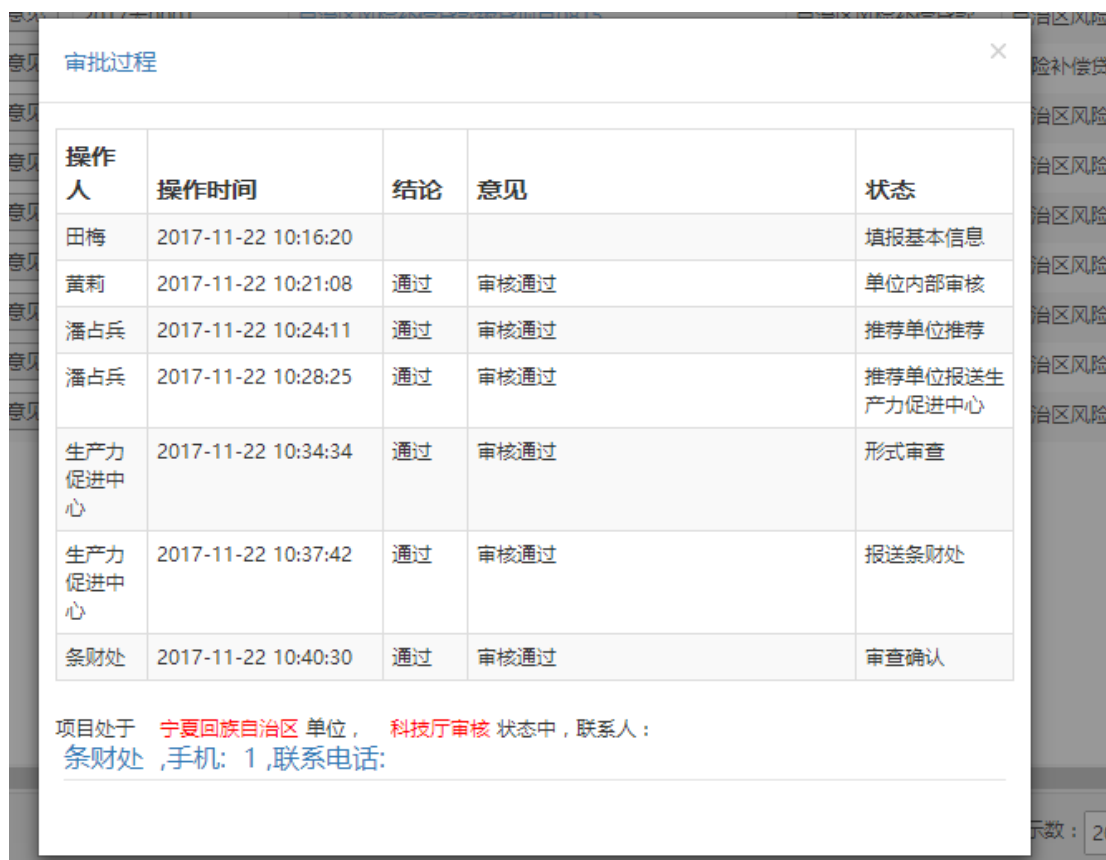 审批过程
×
操作
人 操作时间 结论 意见 状态
田梅 2017-11-22 10:16:20 填报基本信息
黄莉 2017-11-22 10:21:08 通过 审核通过 单位内部审核
潘占兵 2017-11-22 10:24:11 通过 审核通过 推荐单位推荐
潘占兵 2017-11-22 10:28:25 通过 审核通过 推荐单位报送生
产力促进中心
生产力 2017-11-22 10:34:34 通过 审核通过 形式审查
促进中
心
生产力 2017-11-22 10:37:42 通过 审核通过 报送条财处
促进中
心
条财处 2017-11-22 10:40:30 通过 审核通过 审查确认
项目处于 宁夏回族自治区 单位， 科技厅审核 状态中，联系人：
条财处 ,手机: 1 ,联系电话: